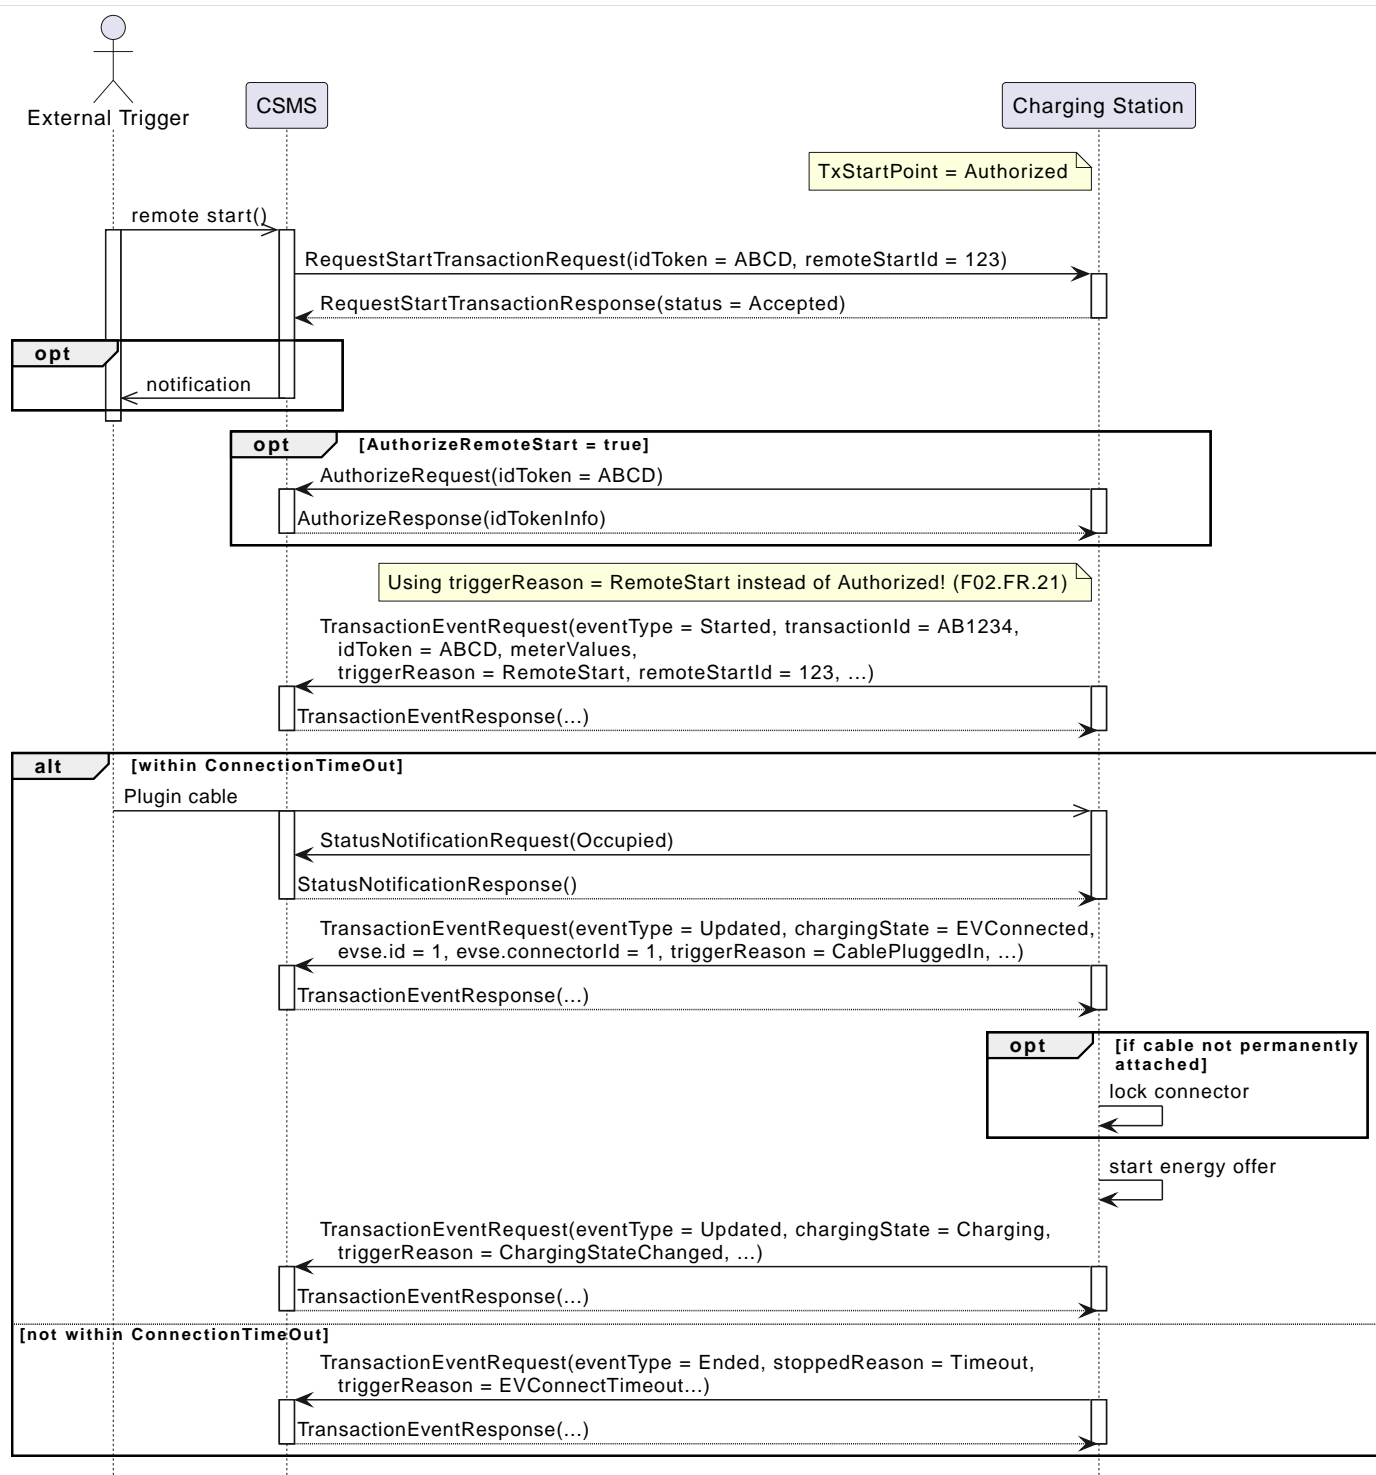 External Trigger
CSMS
Charging Station
TxStartPoint = Authorized
remote start()
RequestStartTransactionRequest(idToken = ABCD, remoteStartId = 123)
RequestStartTransactionResponse(status = Accepted)
opt
notification
opt [AuthorizeRemoteStart = true]
AuthorizeRequest(idToken = ABCD)
AuthorizeResponse(idTokenInfo)
Using triggerReason = RemoteStart instead of Authorized! (F02.FR.21)
TransactionEventRequest(eventType = Started, transactionId = AB1234,
idToken = ABCD, meterValues,
triggerReason = RemoteStart, remoteStartId = 123, ...)
TransactionEventResponse(...)
alt [within ConnectionTimeOut]
Plugin cable
StatusNotificationRequest(Occupied)
StatusNotificationResponse()
TransactionEventRequest(eventType = Updated, chargingState = EVConnected,
evse.id = 1, evse.connectorId = 1, triggerReason = CablePluggedIn, ...)
TransactionEventResponse(...)
opt [if cable not permanently
attached]
lock connector
start energy offer
TransactionEventRequest(eventType = Updated, chargingState = Charging,
triggerReason = ChargingStateChanged, ...)
TransactionEventResponse(...)
[not within ConnectionTimeOut]
TransactionEventRequest(eventType = Ended, stoppedReason = Timeout,
triggerReason = EVConnectTimeout...)
TransactionEventResponse(...)